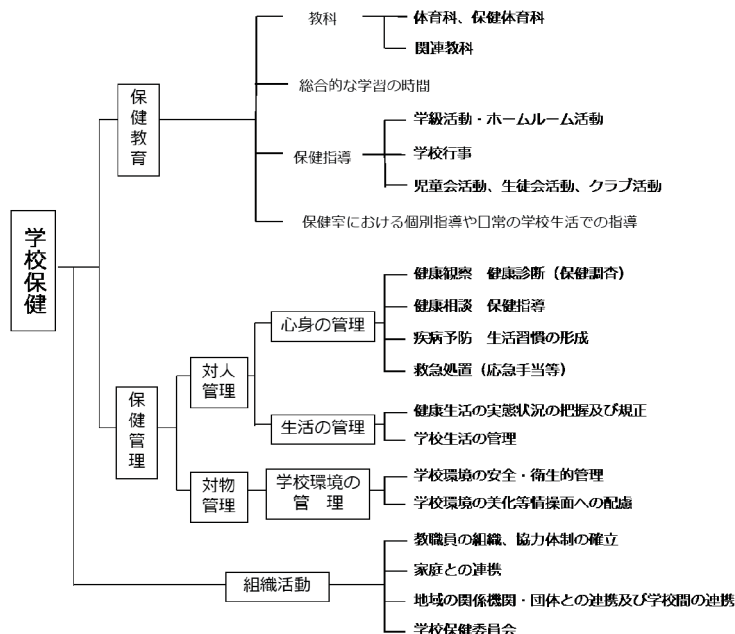 教科
体育科、保健体育科
関連教科
総合的な学習の時間
保健教育
学級活動・ホームルーム活動
保健指導
学校行事
児童会活動、生徒会活動、クラブ活動
保健室における個別指導や日常の学校生活での指導
学校保健
健康観察 健康診断（保健調査）
心身の管理
健康相談 保健指導
疾病予防 生活習慣の形成
対人
管理
救急処置（応急手当等）
保健管理
健康生活の実態状況の把握及び規正
生活の管理
学校生活の管理
対物
管理
学校環境の
管 理
学校環境の安全・衛生的管理
学校環境の美化等情操面への配慮
教職員の組織、協力体制の確立
家庭との連携
組織活動
地域の関係機関・団体との連携及び学校間の連携
学校保健委員会